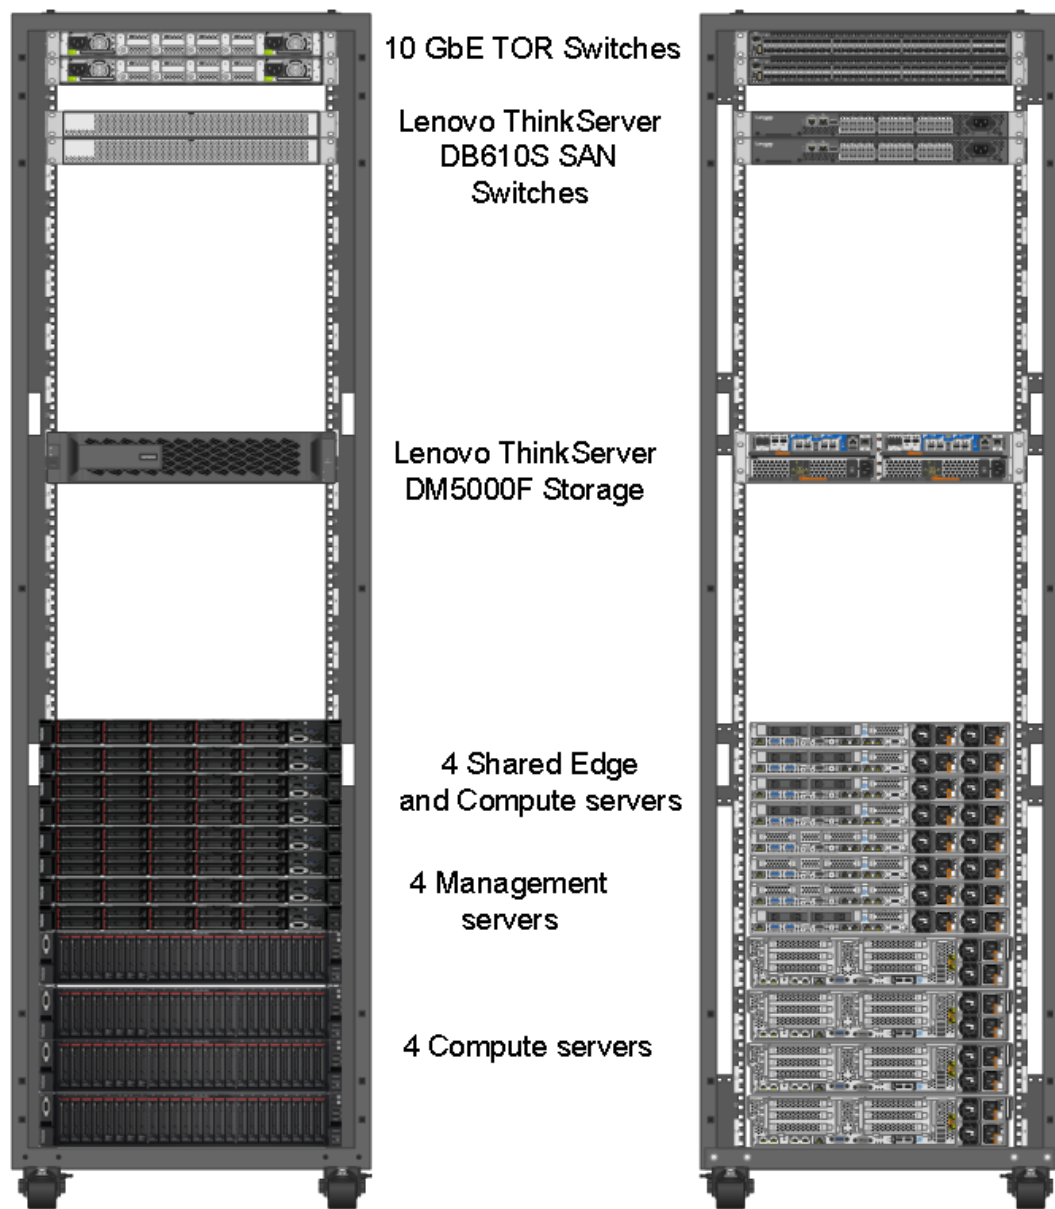 10 GbE TOR Switches
Lenovo ThinkServer
DB610S SAN
Switches
Lenovo ThinkServer
DM5000F Storage
4 Shared Edge
and Compute servers
4 Management
servers
4 Compute servers